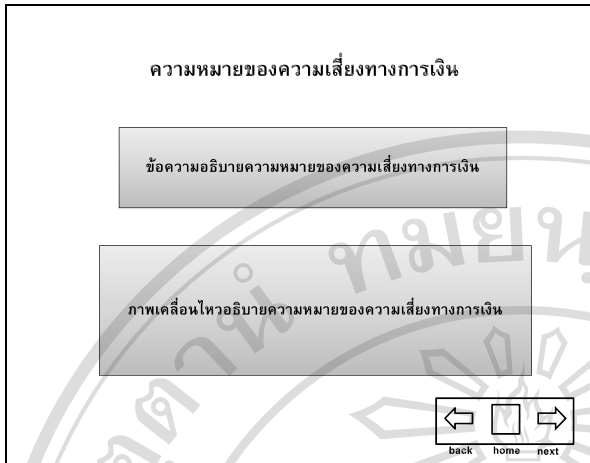 ความหมายของความเสี่ยงทางการเงิน
ข้อความอธิบายความหมายของความเสี่ยงทางการเงิน
ภาพเคลื่อนไหวอธิบายความหมายของความเสี่ยงทางการเงิน
back home next